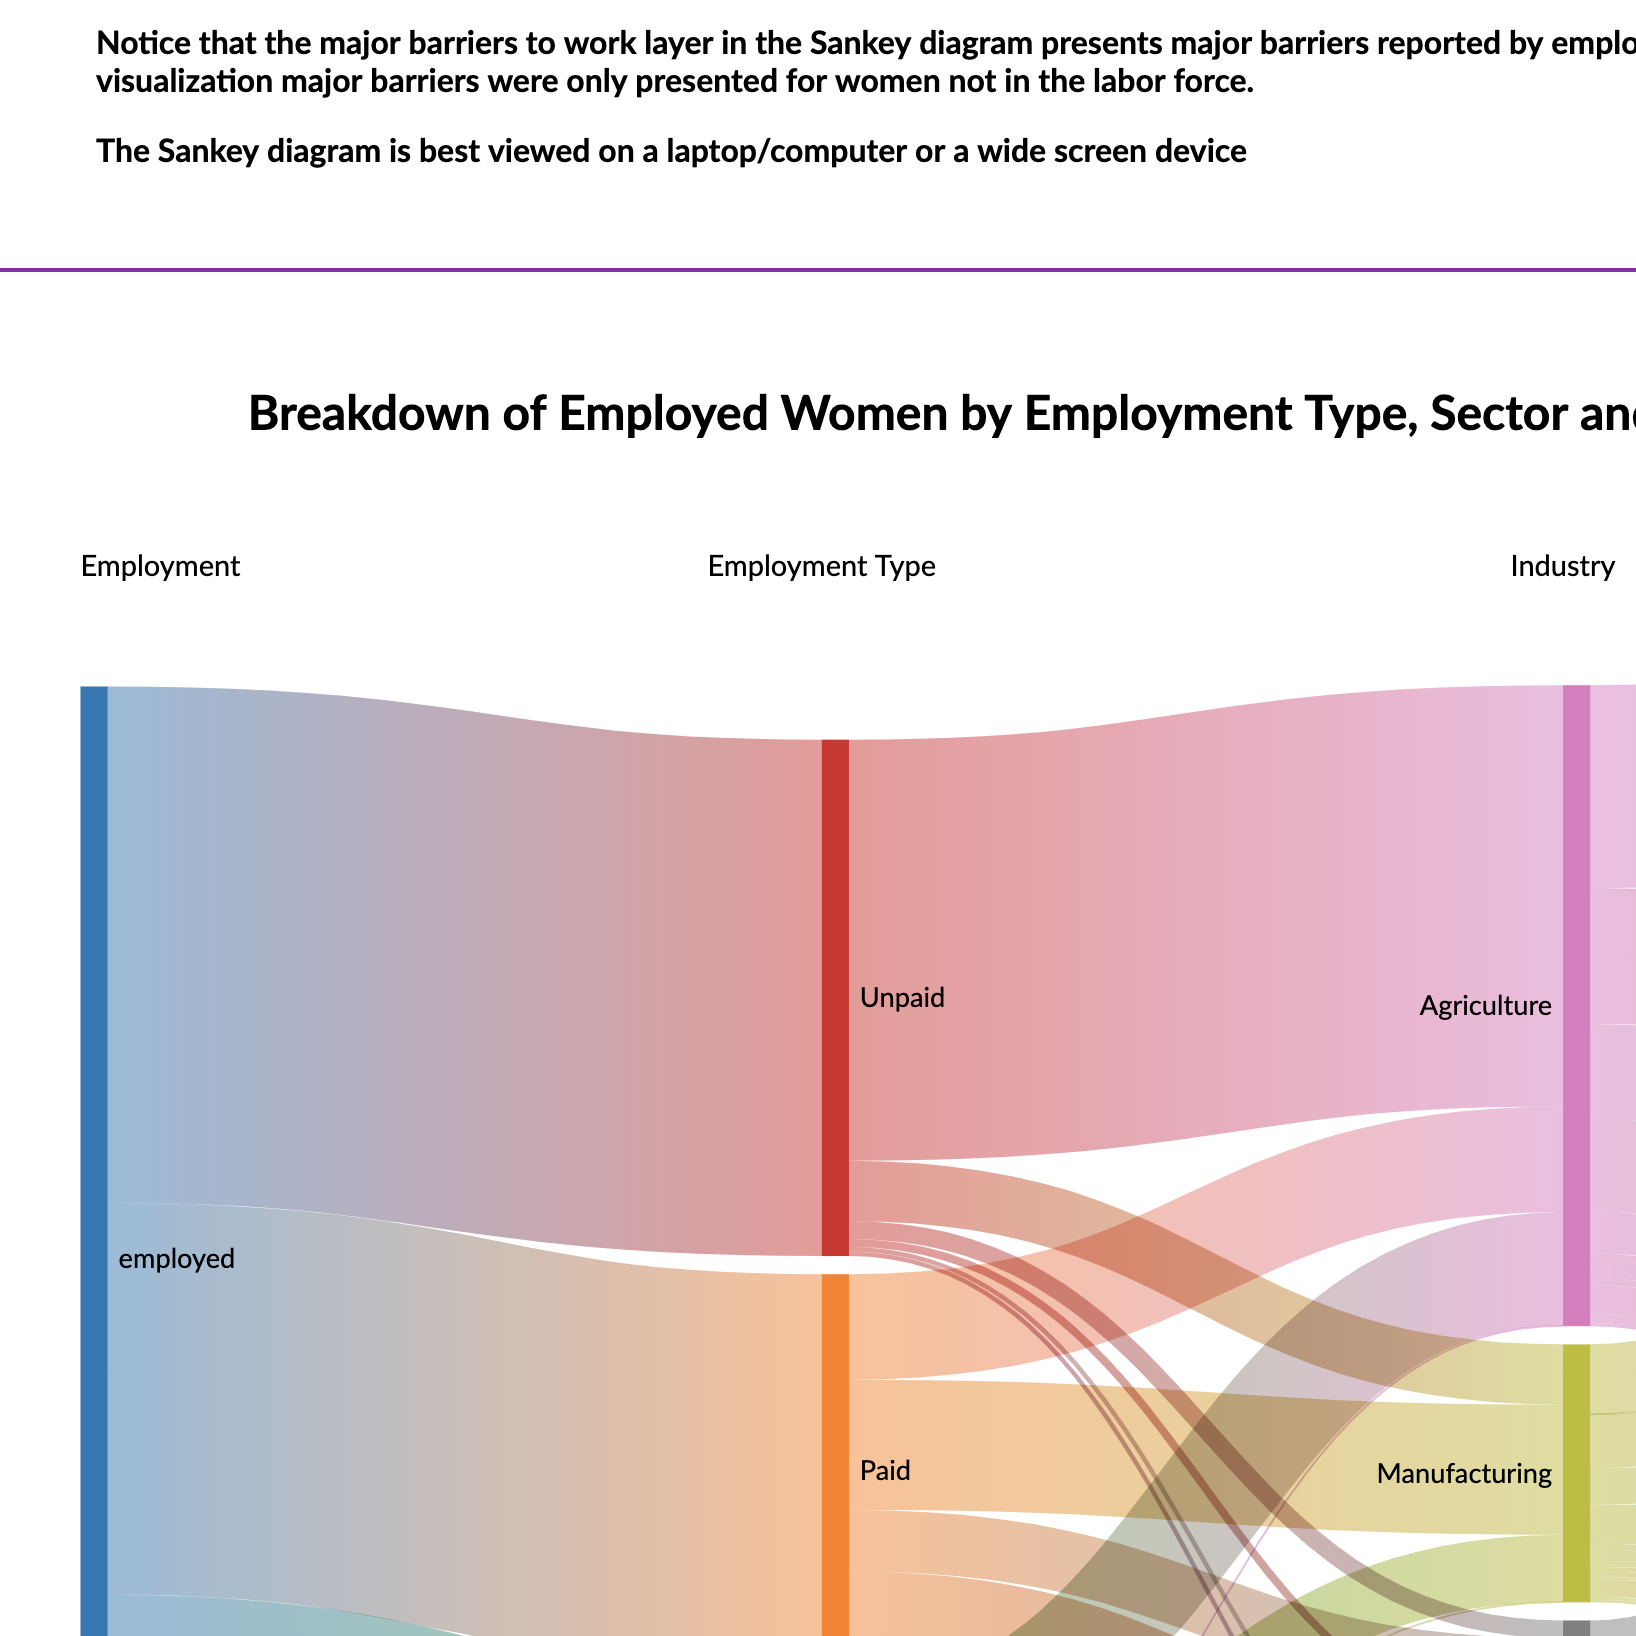 Notice that the major barriers to work layer in the Sankey diagram presents major barriers reported by
visualization major barriers were only presented for women not in the labor force.
The Sankey diagram is best viewed on a laptop/computer or a wide screen device
Breakdown of Employed Women by Employment Type, Sector
Employment
Employment Type
Industry
Unpaid
Agriculture
employed
Paid
Manufacturing